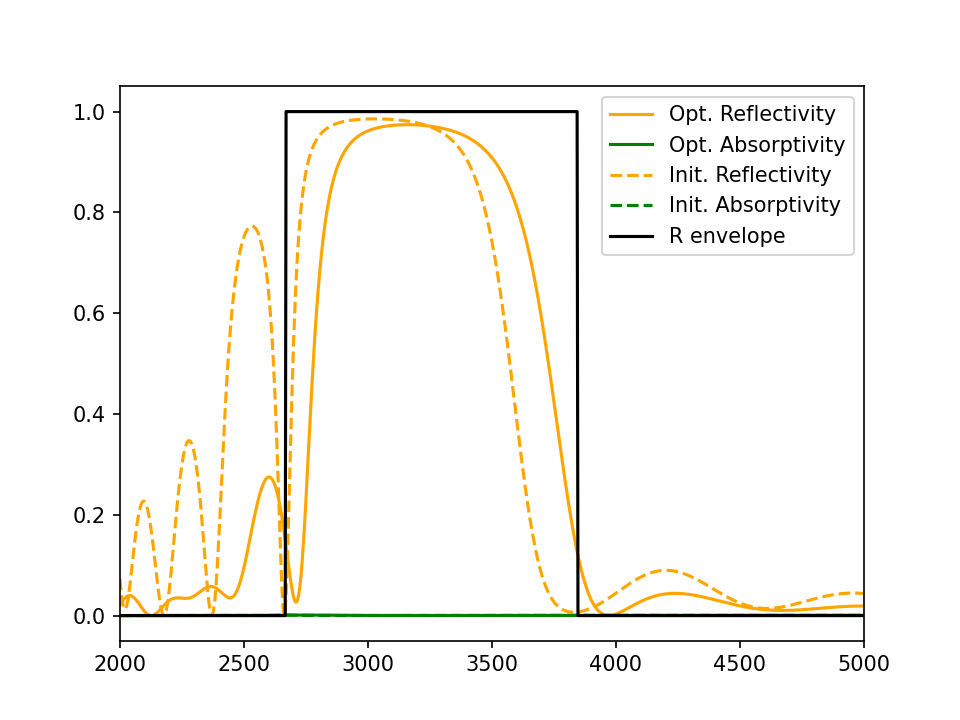 1.0
0.8
0.6
0.4
0.2
0.0
2000 2500 3000 3500 4000 4500 5000
Opt. Reflectivity
Opt. Absorptivity
Init. Reflectivity
Init. Absorptivity
R envelope